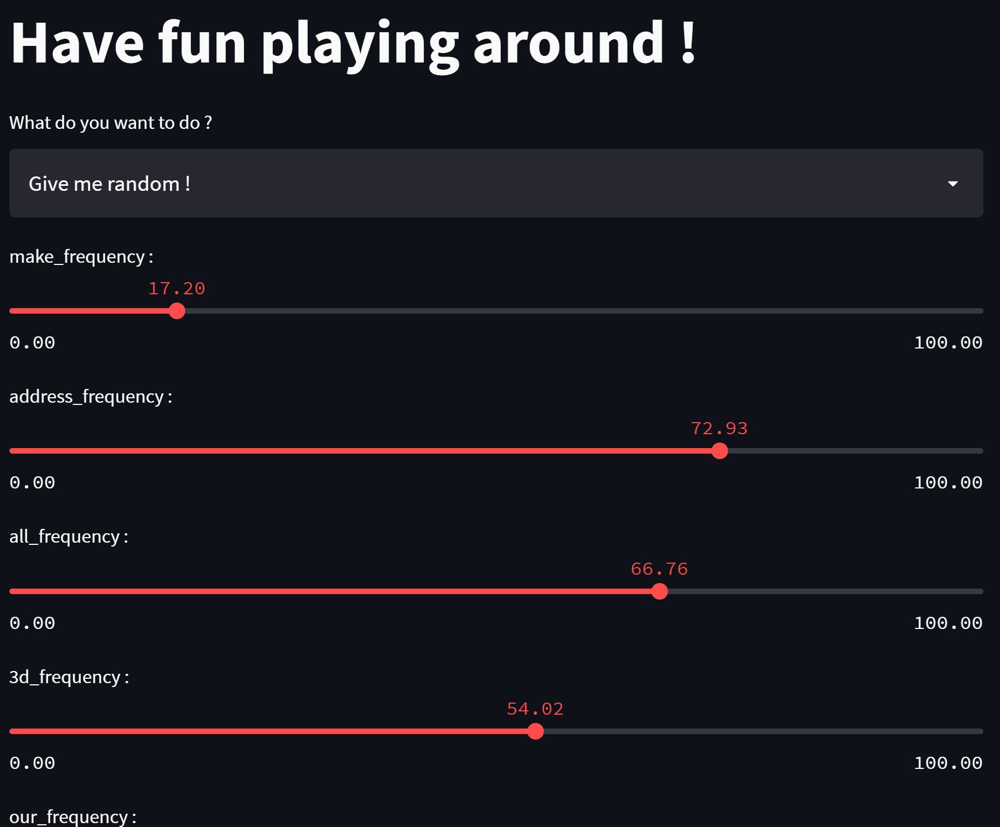 Have fun playing around !
What do you want to do ?
Give me random !
make_frequency :
17.20
0.00 100.00
address_frequency :
72.93
0.00 100.00
all_frequency :
66.76
0.00 100.00
3d_frequency :
54.02
0.00 100.00
our_frequency :